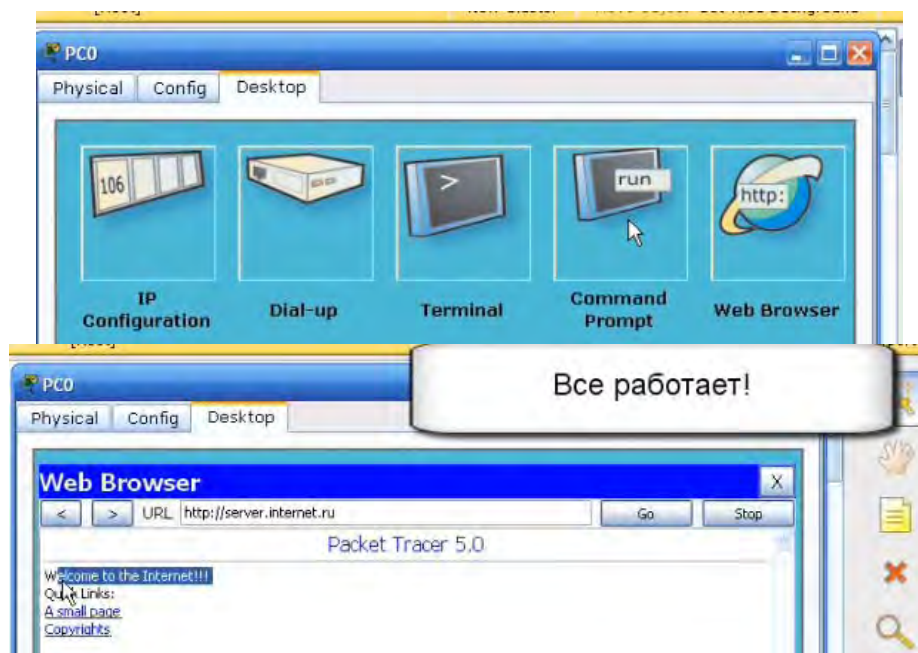 PC0
Physical Config Desktop
106
>
run
http:
IP Configuration
Dial-up
Terminal
Command Prompt
Web Browser
PC0
Все работает!
Physical Config Desktop
Web Browser
X
< > URL http://server.internet.ru Go Stop
Packet Tracer 5.0
Welcome to the Internet!!!
Quick Links:
A small page
Copyrights